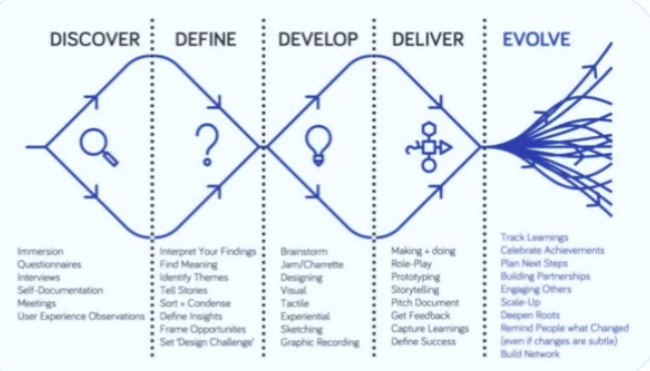 DISCOVER
DEFINE
DEVELOP
DELIVER
EVOLVE
Immersion
Questionnaires
Interviews
Self-Documentation
Meetings
User Experience Observations
Interpret Your Findings
Find Meaning
Identify Themes
Tell Stories
Sort + Condense
Define Insights
Frame Opportunites
Set 'Design Challenge'
Brainstorm
Jam/Charrette
Designing
Visual
Tactile
Experiential
Sketching
Graphic Recording
Making + doing
Role-Play
Prototyping
Storytelling
Pitch Document
Get Feedback
Capture Learnings
Define Success
Track Learnings
Celebrate Achievements
Plan Next Steps
Building Partnerships
Engaging Others
Scale-Up
Deepen Roots
Remind People what Changed
(even if changes are subtle)
Build Network